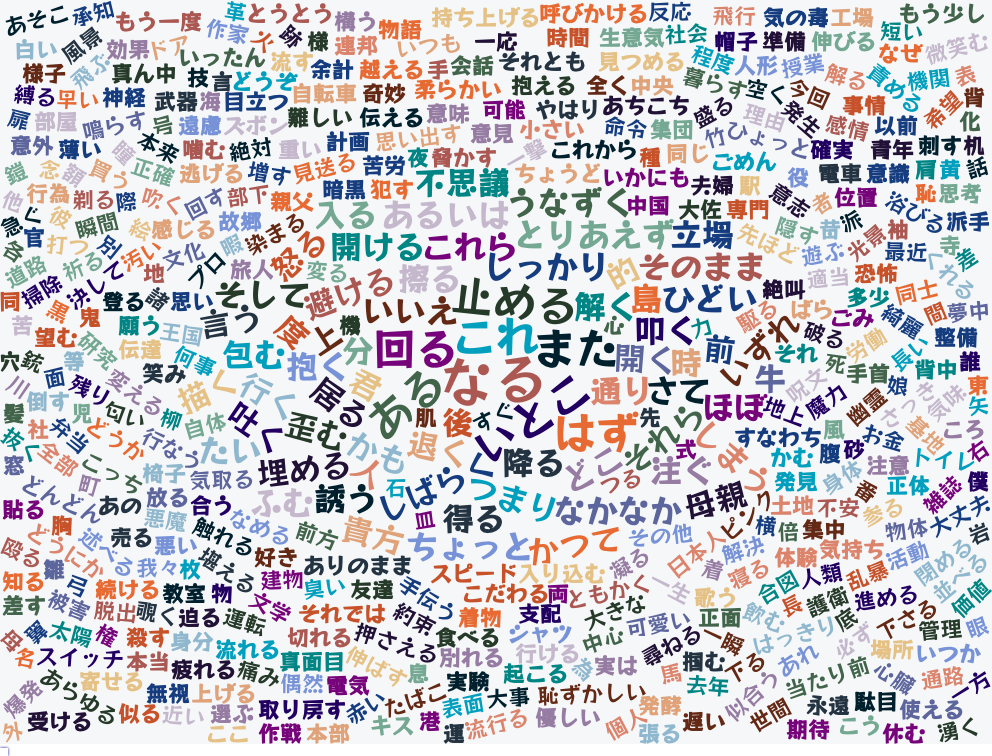 あそこ 承知 もう一度 革 とうとう 構う 物語 持ち上げる 呼びかける 反応 飛行 気の毒 工場 もう少し
白い 風景 効果 ドア 作家 火 跡 様 連邦 いつも 一応 時間 生意気 社会 帽子 準備 伸びる 短い なぜ 微笑む
様子 飛ぶ 真ん中 いったん 流す 余計 越える 手 会話 それとも 見つめる 程度 人形 授業 解る 責める 機関 表
縛る 早い 神経 技 言 どうぞ 自転車 奇妙 柔らかい 抱える 全く 中央 暮らす 空く 今回 事情 希望 背
扉 部屋 鳴らす 武器 海 目立つ 難しい 伝える 意味 可能 やはり あちこち 盛る 理由 発生 感情 以前 化
意外 薄い 号 遠慮 ズボン 計画 思い出す 意見 小さい 命令 集団 竹 ひょっと 確実 青年 刺す 机
瞳 本来 噛む 絶対 重い 見送る 苦労 夜 脅かす 一撃 これから 種 同じ ごめん 役 電車 意識 肩 黄 話
鎧 念 額 買う 正確 逃げる 増す 暗黒 犯す 不思議 ちょうど いかにも 夫婦 駅 意志 老 位置 恥 思考
他 行為 剃る 際 吹く 回す 部下 親父 入る あるいは うなずく 中国 大佐 専門 隠す 昔 派 浴びる 派手
急 ぐ 彼 瞬間 絵 感じる 故郷 染まる 怒る 開ける これら とりあえず 立場 先ほど 遊ぶ 光景 袖 最近 寺
各 官 打つ 別 汚い 文化 暇 変る しっかり 的 そのまま 適当 恐怖 くれる 差
道路 祈る 決して 地 プロ 旅人 避ける 擦る 解く 島 ひどい 絶叫 多少 同士
同 掃除 黒 鬼 登る 諸 思い そして いいえ 止める 駆る ばら ごみ 綺麗 間 夢中
苦 望む 願う 王国 言う 度 上 機 これ また 心 叩く 力 いずれ 破る 労働 長い 整備
穴 銃 研究 伝達 何事 包む 抱く 分 回る 開く 時 前 それ 死 背中 誰
川 面 等 残り 変える 笑み 描く 行く 居る 君 ある なる 通り さて 牛 呪文 手首 娘 東
髪 倒す 児 匂い 柳 自体 吐く 歪む 肌 後 すぐ はず 先 ほぼ 地上 魔力 幽霊 さっき 気味 矢
抜く 社 弁当 どうか 行なう たい かも 退く それら 式 すなわち 風 砂 お金 墓地 ころ
窓 全部 こっち 椅子 気取る 埋める 石 しばらく 降る どこ つる 注ぐ くまう かむ 腹 注意 トイレ 右
どんどん 町 あの 放る 合う ふむ 誘う つまり なかなか 母親 発見 身体 番 正体 雑誌 僕
貼る 胸 売る 悪魔 触れる なめる 前方 貴方 皿 得る その他 ピンク 土地 不安 参る 大丈夫
殴る どうにか 述べる 悪い 堪える 好き ありのまま ちょっと かつて 日本人 横 倍 集中 物体 岩
知る 雛 弓 我々 枚 建物 臭い 友達 スピード 入り込む 凝る 着 解決 体験 気持ち 活動 閉める
差す 被害 続ける 教室 物 文学 手伝う こだわる 両 ともかく 一生 寝る 合図 人類 乱暴 並べる
脱出 覗く 迫る 運転 それでは 約束 着物 支配 大きな 歌う 長 護衛 進める 価値
母 太陽 権 殺す 身分 流れる 切れる 押さえる 食べる シャツ 中心 可愛い 正面 飲む 底 下さる 管理 眼
名 スイッチ 本当 疲れる 痛み 真面目 伸ばす 息 別れる 行ける 尋ねる 一瞬 はっきり 必ず 場所 いつか
爆発 あらゆる 寄せる 無視 上げる 偶然 電気 実験 起こる 実は 馬 掴む 下る あれ 当たり前 心臓 通路 一方
外 受ける 似る 近い 選ぶ 取り戻す 赤い たばこ 表面 大事 恥ずかしい 発酵 去年 似合う 永遠 駄目 使える
ここ 作戦 本部 キス 港 運 流行る 優しい 個人 張る 遅い 世間 期待 こう 休む 湧く